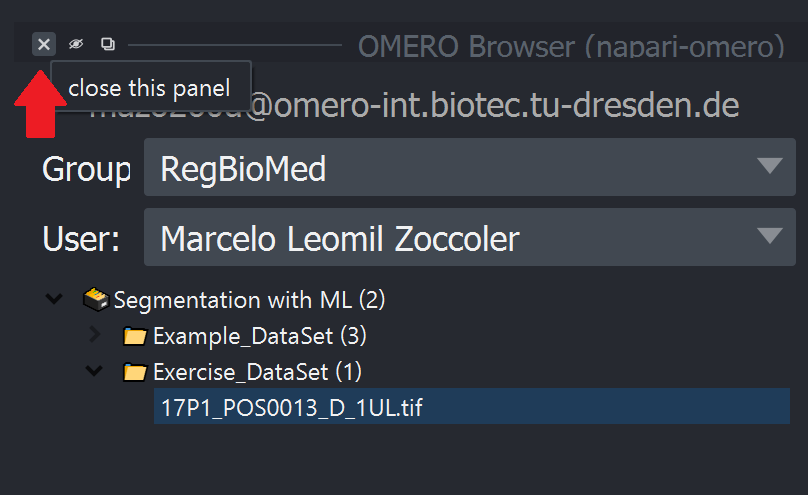 OMERO Browser (napari-omero)
close this panel
@omero-int.biotec.tu-dresden.de
Group
RegBioMed
User:
Marcelo Leomil Zoccoler
Segmentation with ML (2)
Example_DataSet (3)
Exercise_DataSet (1)
17P1_POS0013_D_1UL.tif